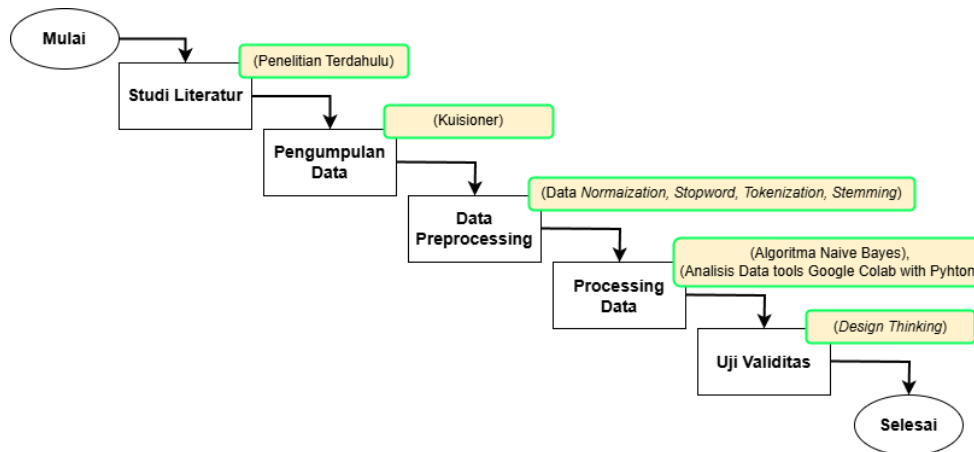 Mulai
(Penelitian Terdahulu)
Studi Literatur
(Kuisioner)
Pengumpulan
Data
(Data Normaization, Stopword, Tokenization, Stemming)
Data
Preprocessing
(Algoritma Naive Bayes),
(Analisis Data tools Google Colab with Pyhton
Processing
Data
(Design Thinking)
Uji Validitas
Selesai